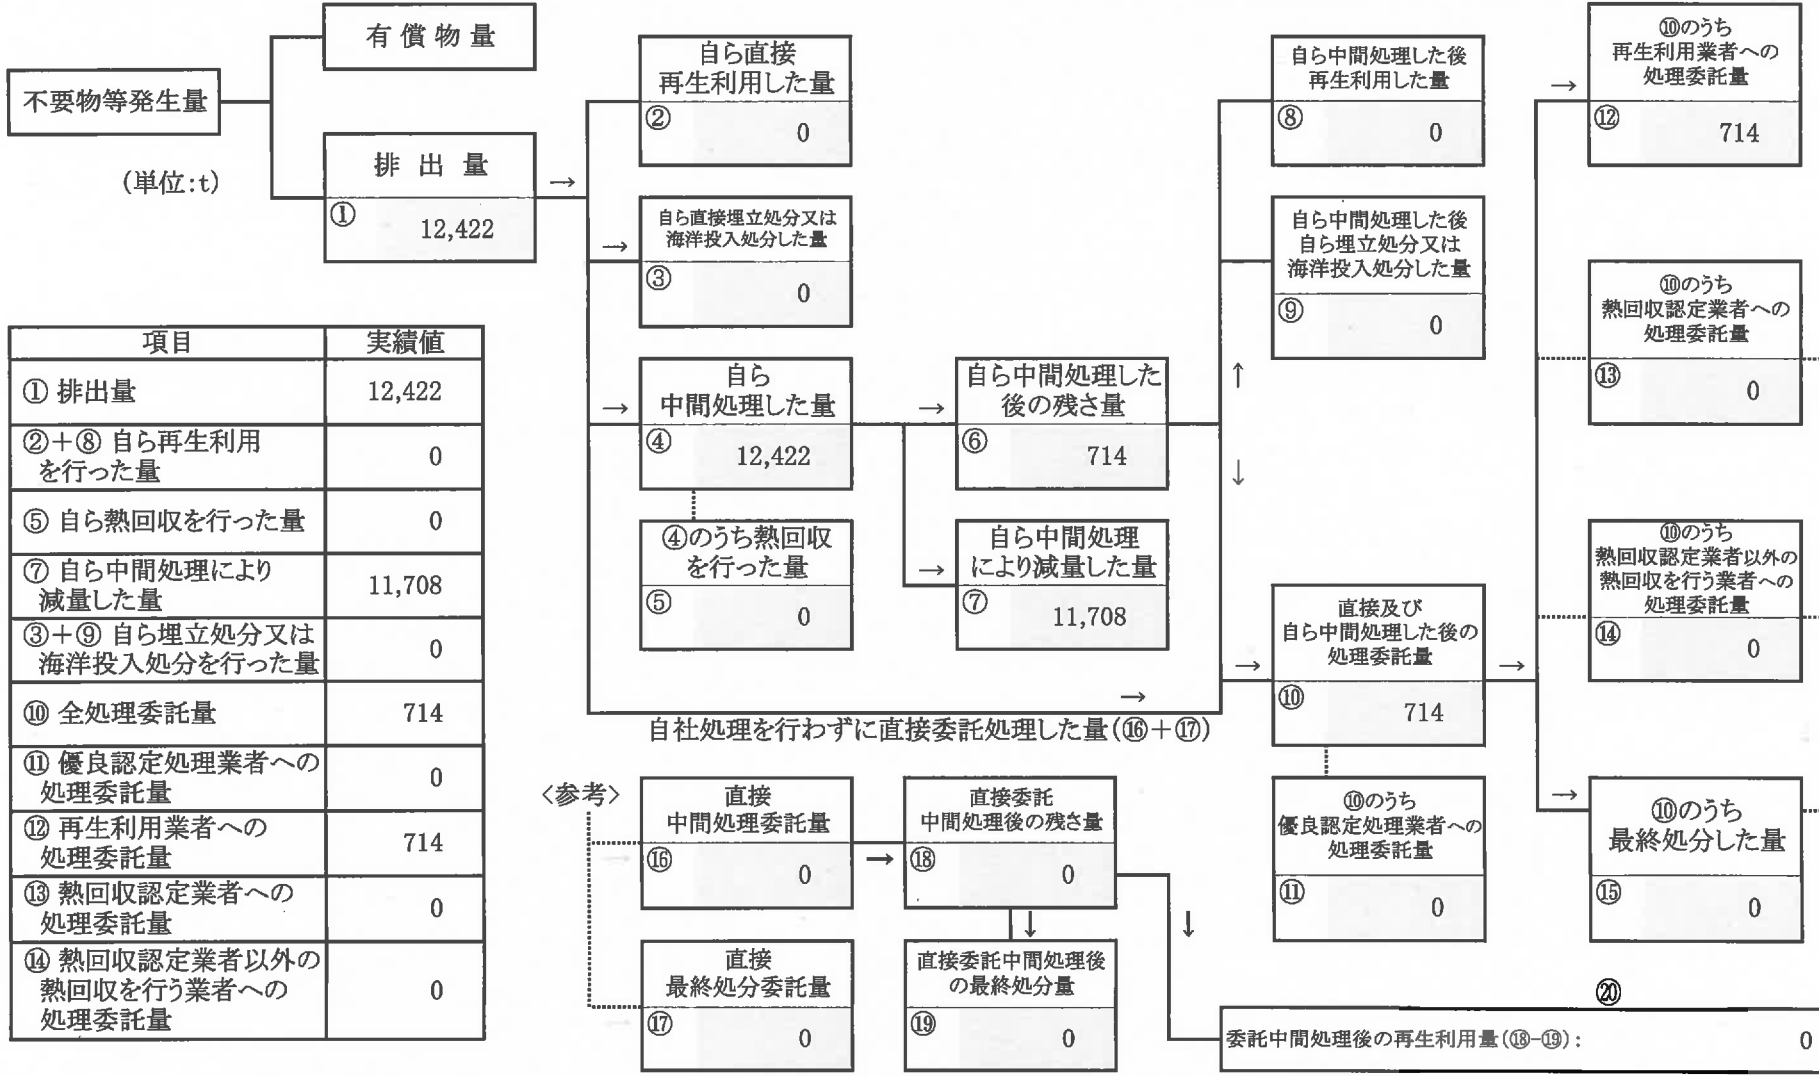 有償物量
不要物等発生量
(単位:t)
排出量
①
12,422
→
自ら直接
再生利用した量
②
0
→
自ら直接埋立処分又は
海洋投入処分した量
③
0
→
自ら
中間処理した量
④
12,422
④のうち熱回収
を行った量
⑤
0
→
自ら中間処理した
後の残さ量
⑥
714
→
自ら中間処理
により減量した量
⑦
11,708
→
自社処理を行わずに直接委託処理した量(⑯+⑰)
自ら中間処理した後
再生利用した量
⑧
0
自ら中間処理した後
自ら埋立処分又は
海洋投入処分した量
⑨
0
↑
↓
→
直接及び
自ら中間処理した後の
処理委託量
⑩
714
⑩のうち
優良認定処理業者への
処理委託量
⑪
0
→
→
⑩のうち
再生利用業者への
処理委託量
⑫
714
⑩のうち
熱回収認定業者への
処理委託量
⑬
0
⑩のうち
熱回収認定業者以外の
熱回収を行う業者への
処理委託量
⑭
0
→
⑩のうち
最終処分した量
⑮
0
項目 実績値
① 排出量 12,422
②+⑧ 自ら再生利用
を行った量 0
⑤ 自ら熱回収を行った量 0
⑦ 自ら中間処理により
減量した量 11,708
③+⑨ 自ら埋立処分又は
海洋投入処分を行った量 0
⑩ 全処理委託量 714
⑪ 優良認定処理業者への
処理委託量 0
⑫ 再生利用業者への
処理委託量 714
⑬ 熱回収認定業者への
処理委託量 0
⑭ 熱回収認定業者以外の
熱回収を行う業者への
処理委託量 0
〈参考〉
直接
中間処理委託量
⑯
0
→
直接委託
中間処理後の残さ量
⑱
0
↓
↓
直接
最終処分委託量
⑰
0
直接委託中間処理後
の最終処分量
⑲
0
⑳
委託中間処理後の再生利用量(⑱-⑲): 0